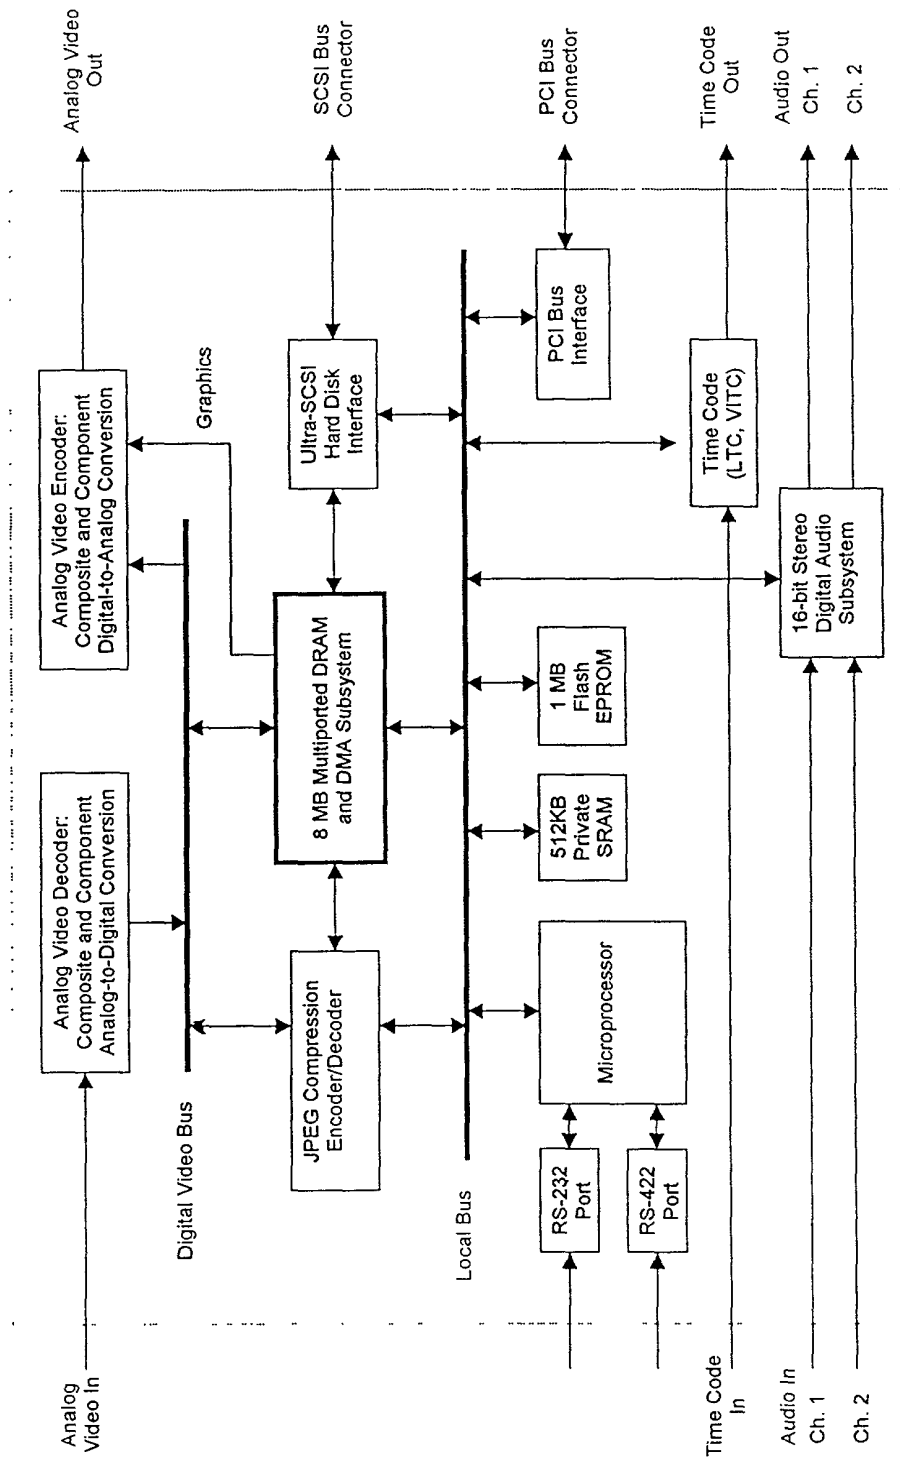 Analog
Video In
Analog Video Decoder:
Composite and Component
Analog-to-Digital Conversion
Analog Video Encoder:
Composite and Component
Digital-to-Analog Conversion
Analog Video
Out
Digital Video Bus
Graphics
JPEG Compression
Encoder/Decoder
8 MB Multiported DRAM
and DMA Subsystem
Ultra-SCSI
Hard Disk
Interface
SCSI Bus
Connector
Local Bus
RS-232
Port
RS-422
Port
Microprocessor
512KB
Private
SRAM
1 MB
Flash
EPROM
PCI Bus
Interface
PCI Bus
Connector
Time Code
In
Time Code
(LTC, VITC)
Time Code
Out
Audio In
Ch. 1
Ch. 2
16-bit Stereo
Digital Audio
Subsystem
Audio Out
Ch. 1
Ch. 2